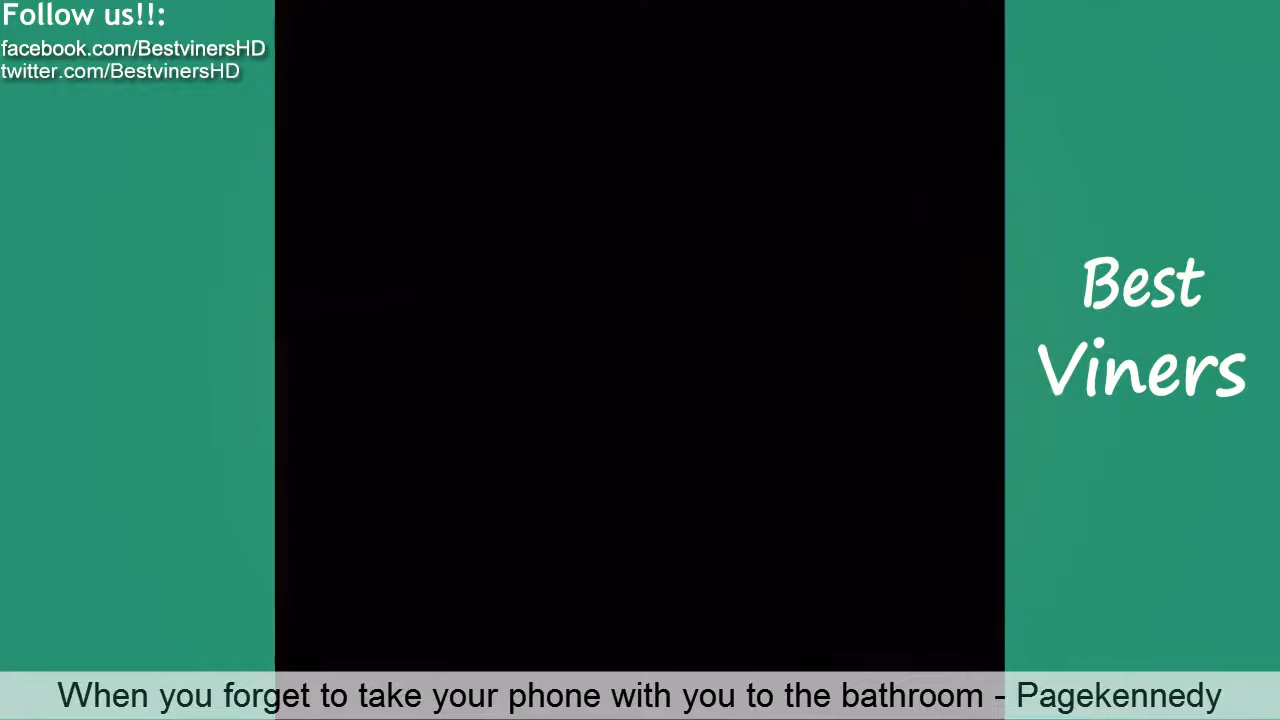 Follow us!!:
facebook.com/BestvinersHD
twitter.com/BestvinersHD
Best
Viners
When you forget to take your phone with you to the bathroom - Pagekennedy